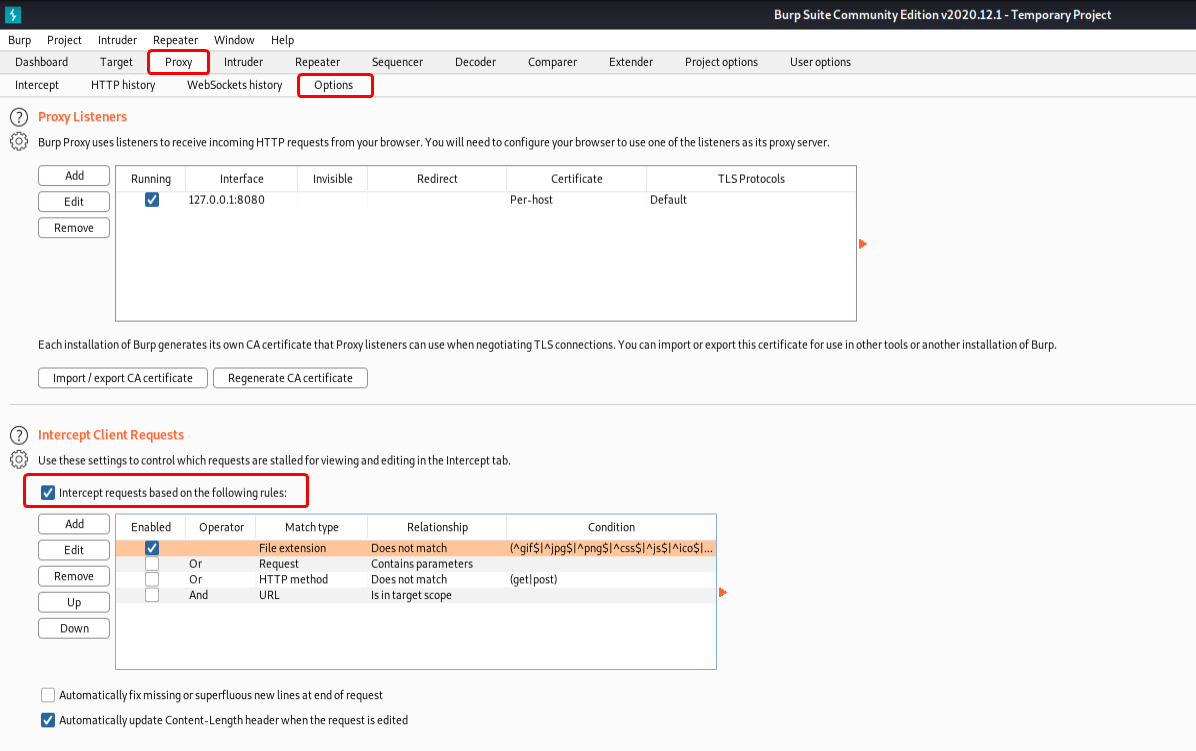 Burp Suite Community Edition v2020.12.1 - Temporary Project
Burp Project Intruder Repeater Window Help
Dashboard Target Proxy Intruder Repeater Sequencer Decoder Comparer Extender Project options User options
Intercept HTTP history WebSockets history Options
? Proxy Listeners
Burp Proxy uses listeners to receive incoming HTTP requests from your browser. You will need to configure your browser to use one of the listeners as its proxy server.
Add
Edit
Remove
Running Interface Invisible Redirect Certificate TLS Protocols
127.0.0.1:8080 Per-host Default
Each installation of Burp generates its own CA certificate that Proxy listeners can use when negotiating TLS connections. You can import or export this certificate for use in other tools or another installation of Burp.
Import / export CA certificate Regenerate CA certificate
? Intercept Client Requests
Use these settings to control which requests are stalled for viewing and editing in the Intercept tab.
Intercept requests based on the following rules:
Add
Edit
Remove
Up
Down
Enabled Operator Match type Relationship Condition
File extension Does not match (^gif$|^jpg$|^png$|^css$|^js$|^ico$|...
Or Request Contains parameters
Or HTTP method Does not match (get|post)
And URL Is in target scope
Automatically fix missing or superfluous new lines at end of request
Automatically update Content-Length header when the request is edited